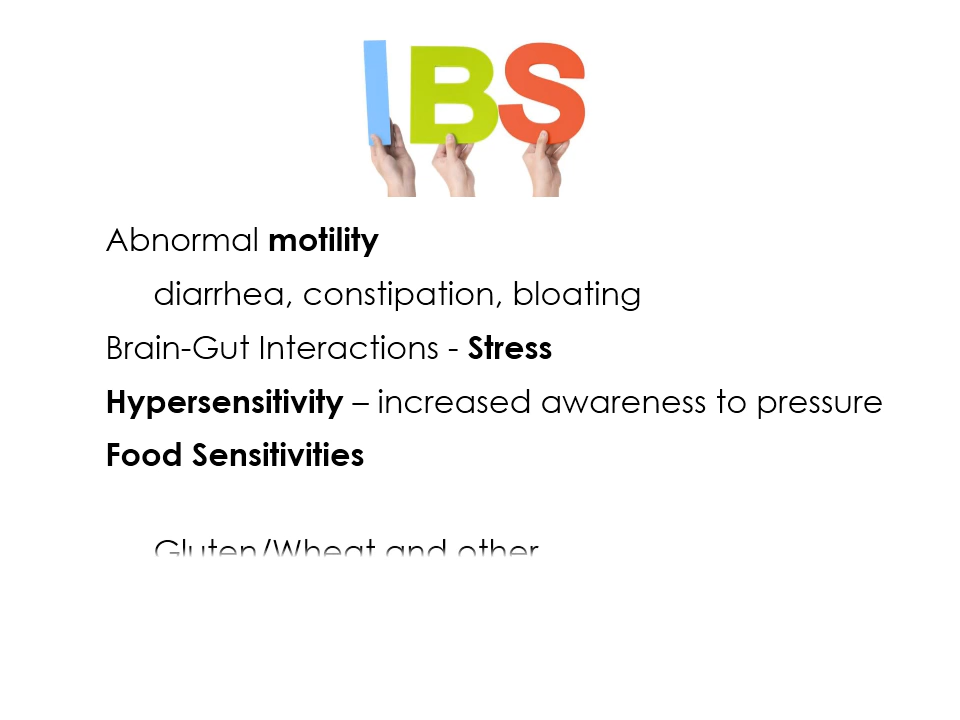 IBS
Abnormal motility
diarrhea, constipation, bloating
Brain-Gut Interactions - Stress
Hypersensitivity – increased awareness to pressure
Food Sensitivities
Gluten/Wheat and other